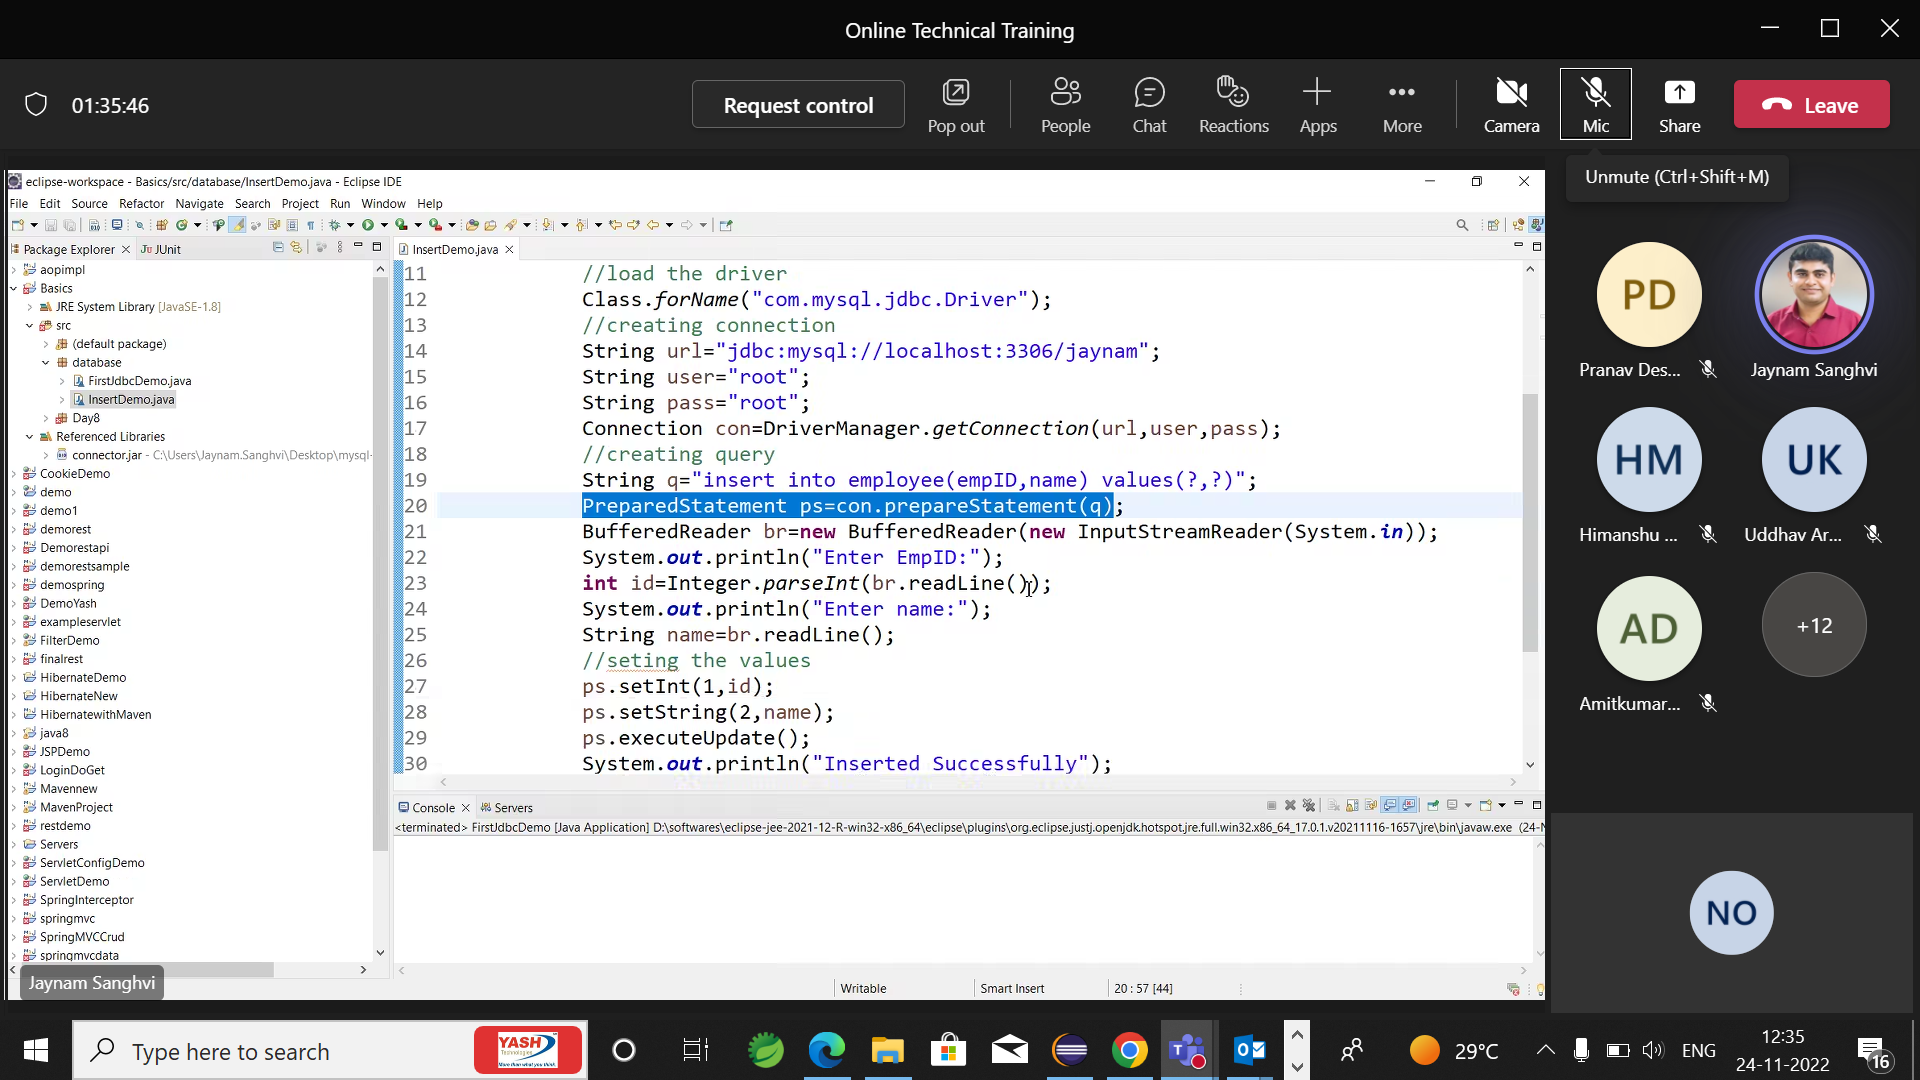 Online Technical Training
01:35:46
Request control
Pop out
People
Chat
Reactions
Apps
More
Camera
Mic
Share
Leave
Unmute (Ctrl+Shift+M)
eclipse-workspace - Basics/src/database/InsertDemo.java - Eclipse IDE
File Edit Source Refactor Navigate Search Project Run Window Help
Package Explorer
JUnit
aopimpl
Basics
JRE System Library [JavaSE-1.8]
src
(default package)
database
FirstJdbcDemo.java
InsertDemo.java
Day8
Referenced Libraries
connector.jar - C:\Users\Jaynam.Sanghvi\Desktop\mysql-
CookieDemo
demo
demo1
demorest
Demorestapi
demorestsample
demospring
DemoYash
exampleservlet
FilterDemo
finalrest
HibernateDemo
HibernateNew
HibernatewithMaven
java8
JSPDemo
LoginDoGet
Mavennew
MavenProject
restdemo
Servers
ServletConfigDemo
ServletDemo
SpringInterceptor
springmvc
SpringMVCCrud
springmvcdata
Jaynam Sanghvi
InsertDemo.java
11 //load the driver
12 Class.forName("com.mysql.jdbc.Driver");
13 //creating connection
14 String url="jdbc:mysql://localhost:3306/jaynam";
15 String user="root";
16 String pass="root";
17 Connection con=DriverManager.getConnection(url,user,pass);
18 //creating query
19 String q="insert into employee(empID,name) values(?,?)";
20 PreparedStatement ps=con.prepareStatement(q);
21 BufferedReader br=new BufferedReader(new InputStreamReader(System.in));
22 System.out.println("Enter EmpID:");
23 int id=Integer.parseInt(br.readLine());
24 System.out.println("Enter name:");
25 String name=br.readLine();
26 //seting the values
27 ps.setInt(1,id);
28 ps.setString(2,name);
29 ps.executeUpdate();
30 System.out.println("Inserted Successfully");
Console
Servers
<terminated> FirstJdbcDemo [Java Application] D:\softwares\eclipse-jee-2021-12-R-win32-x86_64\eclipse\plugins\org.eclipse.justj.openjdk.hotspot.jre.full.win32.x86_64_17.0.1.v20211116-1657\jre\bin\javaw.exe (24-N
Writable
Smart Insert
20 : 57 [44]
PD
Pranav Des...
Jaynam Sanghvi
HM
Himanshu ...
UK
Uddhav Ar...
AD
Amitkumar...
+12
NO
Type here to search
YASH
Technologies
More than what you think.
29°C
ENG
12:35
24-11-2022
16